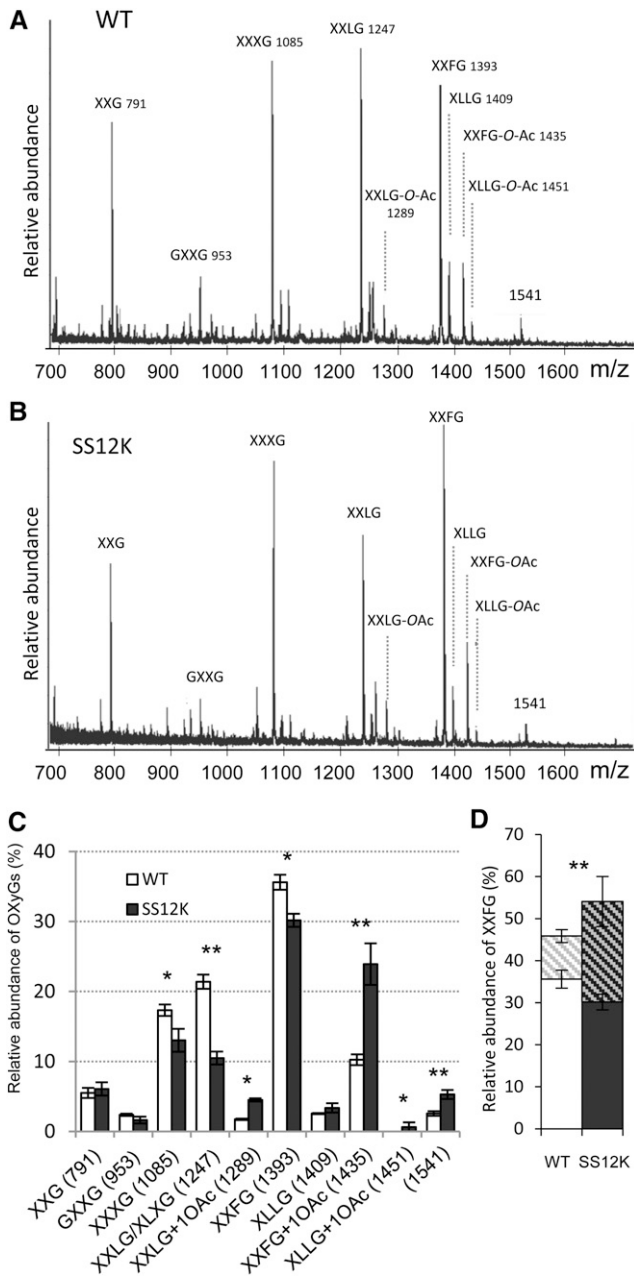 A
WT
XXLG 1247
XXXG 1085
XXFG 1393
XLLG 1409
XXG 791
XXFG-O-Ac 1435
XLLG-O-Ac 1451
XXLG-O-Ac
1289
GXXG 953
1541
Relative abundance
700 800 900 1000 1100 1200 1300 1400 1500 1600 m/z
B
SS12K
XXFG
XXXG
XXLG
XLLG
XXG
XXFG-OAc
XLLG-OAc
XXLG-OAc
GXXG
1541
Relative abundance
700 800 900 1000 1100 1200 1300 1400 1500 1600 m/z
C
Relative abundance of OXyGs (%)
40
30
20
10
0
WT
SS12K
* ** * * ** * **
XXG (791)
GXXG (953)
XXXG (1085)
XXLG/XLXG (1247)
XXLG+1OAc (1289)
XXFG (1393)
XLLG (1409)
XXFG+1OAc (1435)
XLLG+1OAc (1451)
(1541)
D
Relative abundance of XXFG (%)
70
60
50
40
30
20
10
0
**
WT SS12K